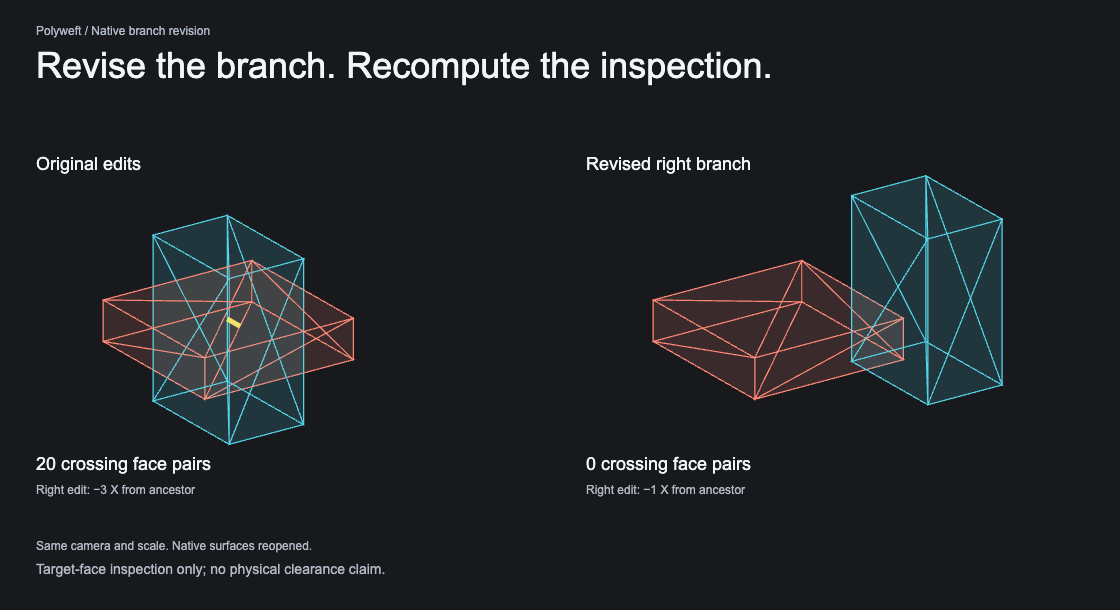 Polyweft / Native branch revision
Revise the branch. Recompute the inspection.
Original edits
Revised right branch
20 crossing face pairs
0 crossing face pairs
Right edit: −3 X from ancestor
Right edit: −1 X from ancestor
Same camera and scale. Native surfaces reopened.
Target-face inspection only; no physical clearance claim.